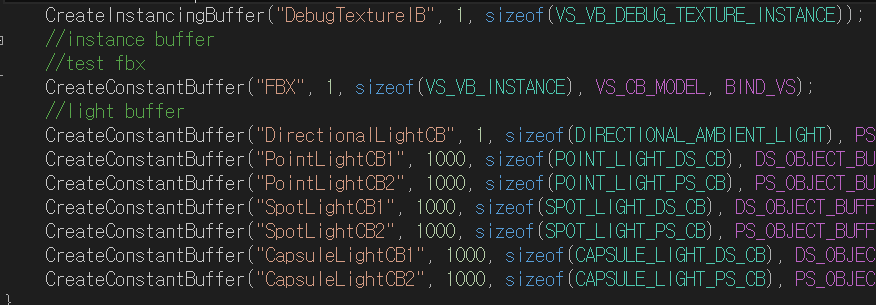 CreateInstancingBuffer("DebugTextureIB", 1, sizeof(VS_VB_DEBUG_TEXTURE_INSTANCE));
//instance buffer
//test fbx
CreateConstantBuffer("FBX", 1, sizeof(VS_VB_INSTANCE), VS_CB_MODEL, BIND_VS);
//light buffer
CreateConstantBuffer("DirectionalLightCB", 1, sizeof(DIRECTIONAL_AMBIENT_LIGHT), PS
CreateConstantBuffer("PointLightCB1", 1000, sizeof(POINT_LIGHT_DS_CB), DS_OBJECT_BU
CreateConstantBuffer("PointLightCB2", 1000, sizeof(POINT_LIGHT_PS_CB), PS_OBJECT_BU
CreateConstantBuffer("SpotLightCB1", 1000, sizeof(SPOT_LIGHT_DS_CB), DS_OBJECT_BUFF
CreateConstantBuffer("SpotLightCB2", 1000, sizeof(SPOT_LIGHT_PS_CB), PS_OBJECT_BUFF
CreateConstantBuffer("CapsuleLightCB1", 1000, sizeof(CAPSULE_LIGHT_DS_CB), DS_OBJEC
CreateConstantBuffer("CapsuleLightCB2", 1000, sizeof(CAPSULE_LIGHT_PS_CB), PS_OBJEC
}